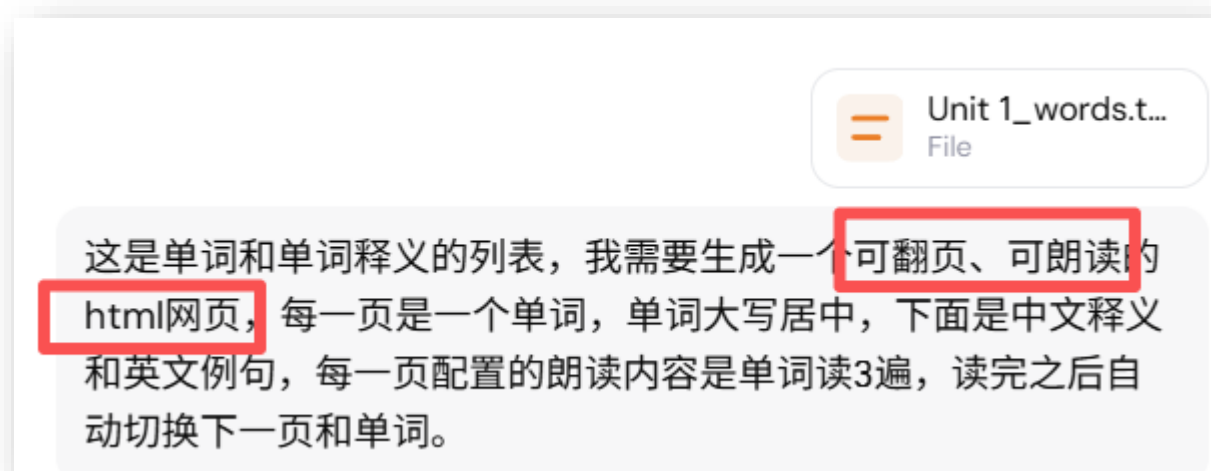 Unit 1_words.t...
File
这是单词和单词释义的列表，我需要生成一个可翻页、可朗读的
html网页，每一页是一个单词，单词大写居中，下面是中文释义
和英文例句，每一页配置的朗读内容是单词读3遍，读完之后自
动切换下一页和单词。